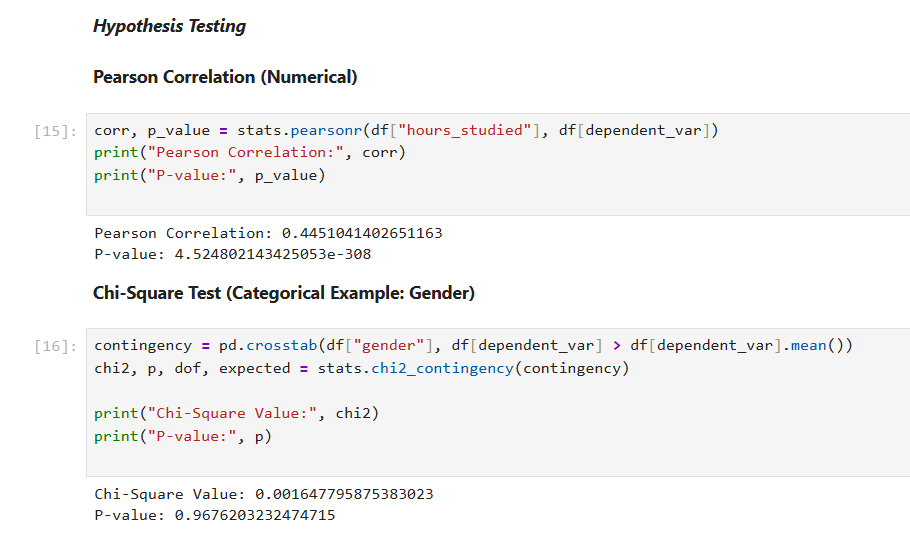 Hypothesis Testing
Pearson Correlation (Numerical)
[15]:
corr, p_value = stats.pearsonr(df["hours_studied"], df[dependent_var])
print("Pearson Correlation:", corr)
print("P-value:", p_value)
Pearson Correlation: 0.4451041402651163
P-value: 4.524802143425053e-308
Chi-Square Test (Categorical Example: Gender)
[16]:
contingency = pd.crosstab(df["gender"], df[dependent_var] > df[dependent_var].mean())
chi2, p, dof, expected = stats.chi2_contingency(contingency)
print("Chi-Square Value:", chi2)
print("P-value:", p)
Chi-Square Value: 0.001647795875383023
P-value: 0.9676203232474715